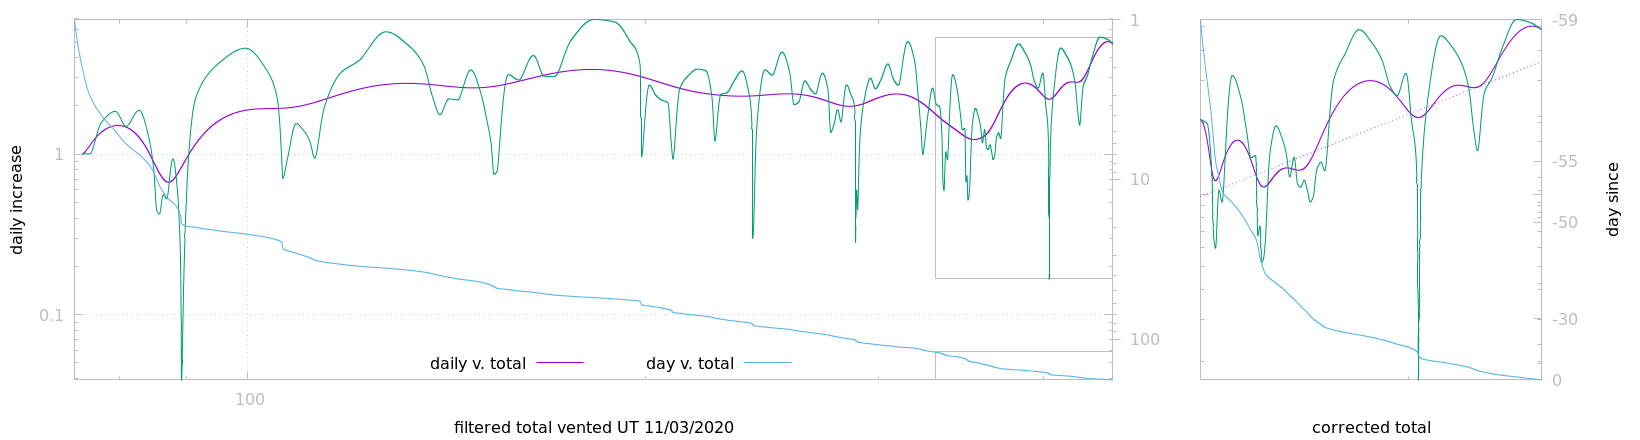 1
-59
1
10
-55
-50
daily increase
day since
0.1
-30
100
daily v. total
day v. total
0
100
filtered total vented UT 11/03/2020
corrected total